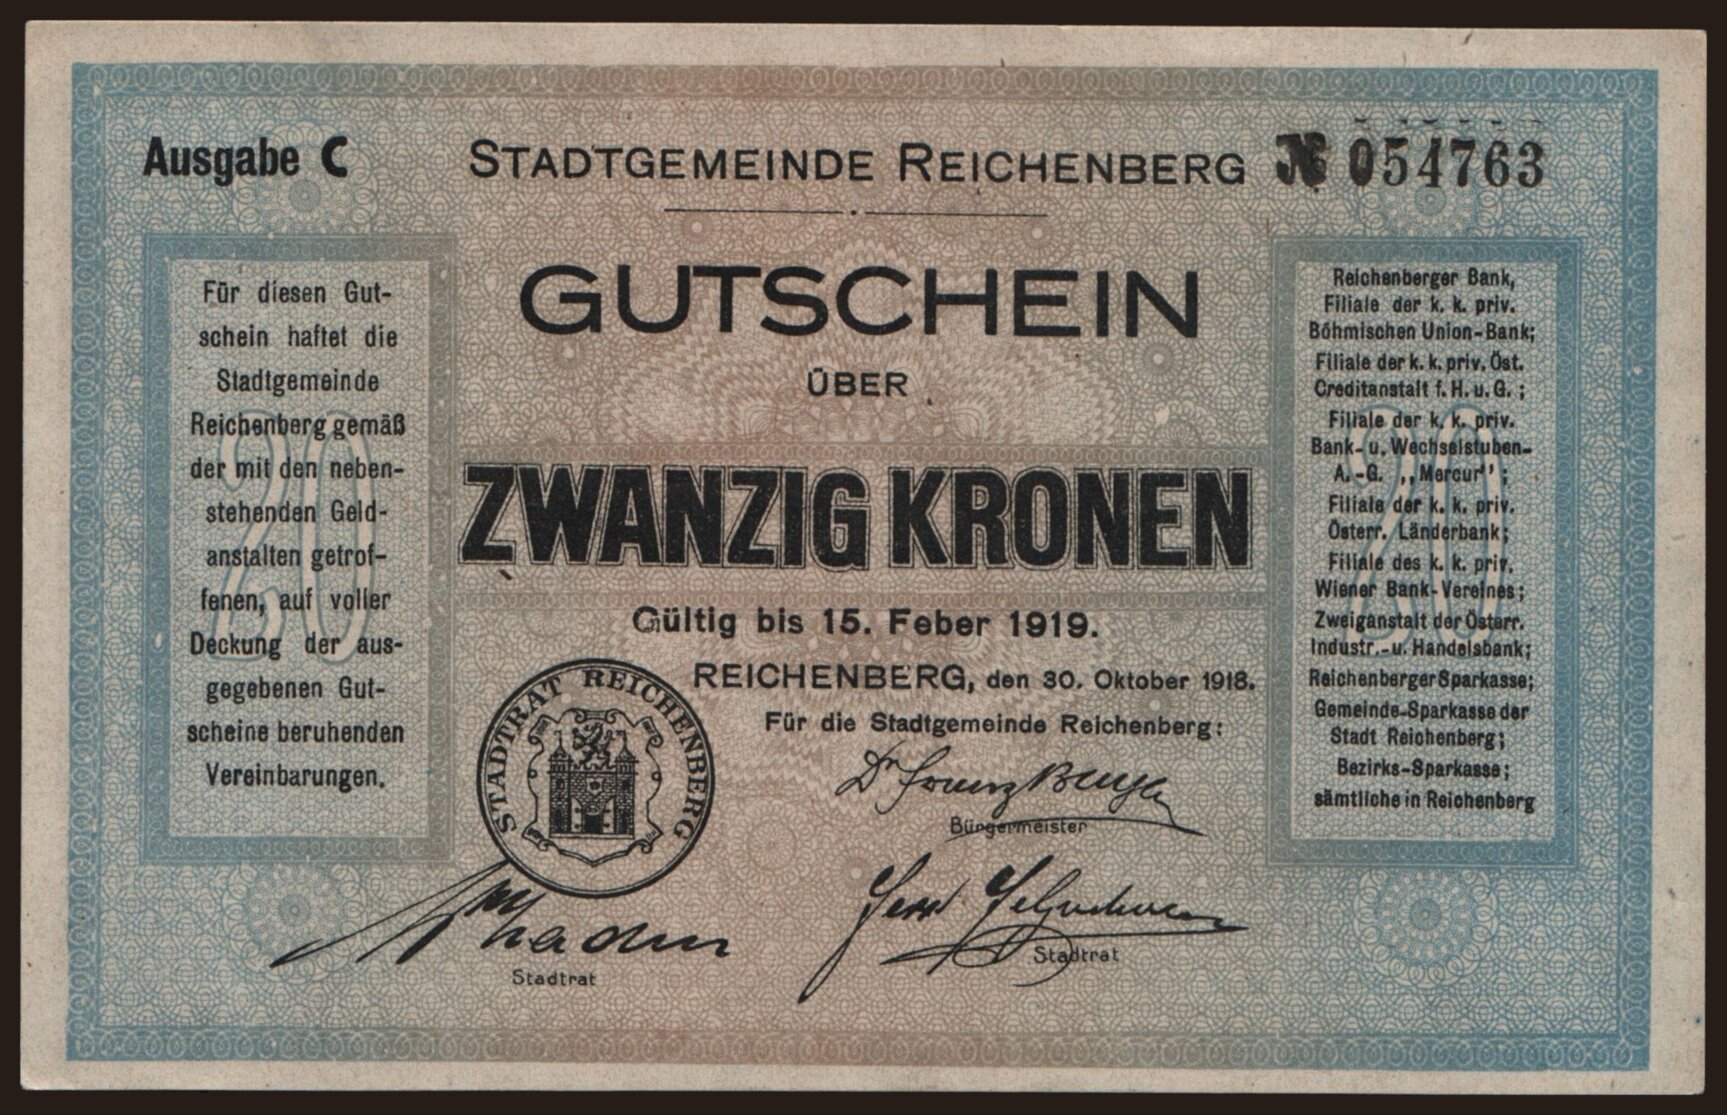 Ausgabe C
STADTGEMEINDE REICHENBERG
№ 054763
GUTSCHEIN
ÜBER
ZWANZIG KRONEN
Gültig bis 15. Feber 1919.
REICHENBERG, den 30. Oktober 1918.
Für die Stadtgemeinde Reichenberg:
Dr Franz Bayer
Bürgermeister
Stadtrat
Stadtrat
STADTRAT REICHENBERG
Für diesen Gut-
schein haftet die
Stadtgemeinde
Reichenberg gemäß
der mit den neben-
stehenden Geld-
anstalten getrof-
fenen, auf voller
Deckung der aus-
gegebenen Gut-
scheine beruhenden
Vereinbarungen.
20
Reichenberger Bank,
Filiale der k. k. priv.
Böhmischen Union-Bank;
Filiale der k. k. priv. Öst.
Creditanstalt f. H. u. G. ;
Filiale der k. k. priv.
Bank- u. Wechselstuben-
A. -G. ,,Mercur'' ;
Filiale der k. k. priv.
Österr. Länderbank;
Filiale des k. k. priv.
Wiener Bank-Vereines;
Zweiganstalt der Österr.
Industr.-u. Handelsbank;
Reichenberger Sparkasse;
Gemeinde-Sparkasse der
Stadt Reichenberg;
Bezirks-Sparkasse;
sämtliche in Reichenberg
20